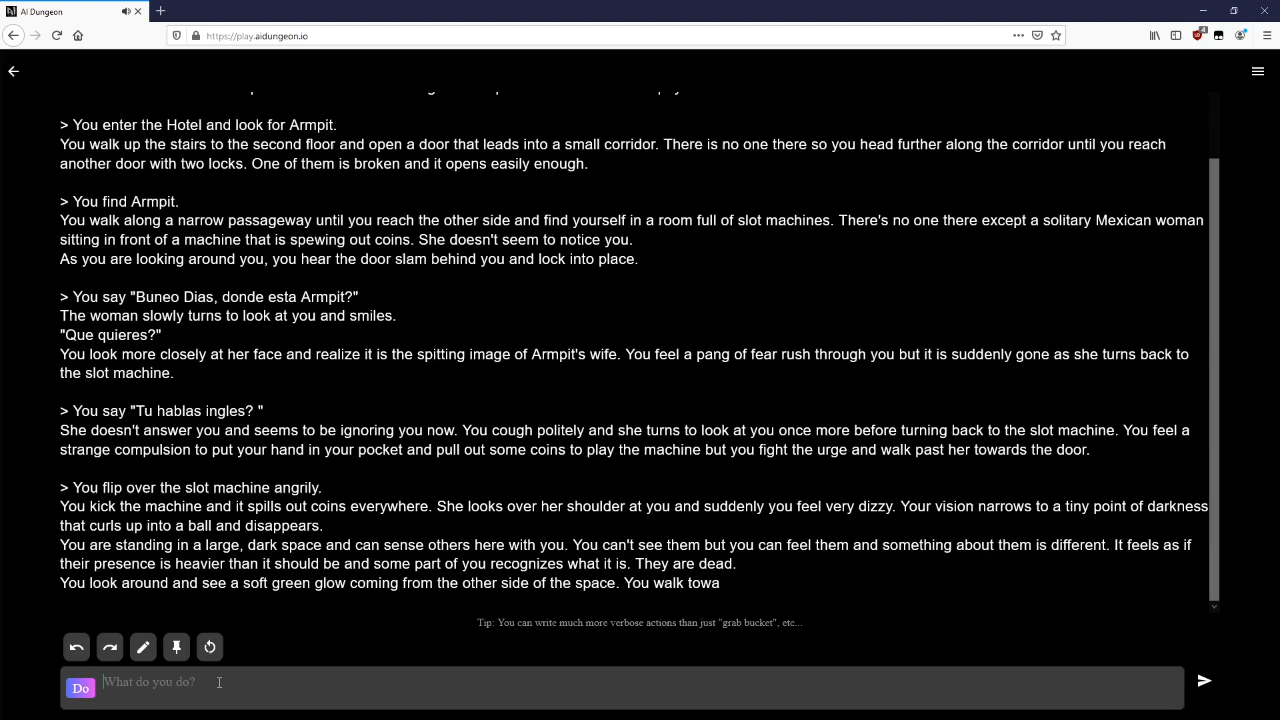 AI Dungeon
https://play.aidungeon.io
> You enter the Hotel and look for Armpit.
You walk up the stairs to the second floor and open a door that leads into a small corridor. There is no one there so you head further along the corridor until you reach
another door with two locks. One of them is broken and it opens easily enough.
> You find Armpit.
You walk along a narrow passageway until you reach the other side and find yourself in a room full of slot machines. There's no one there except a solitary Mexican woman
sitting in front of a machine that is spewing out coins. She doesn't seem to notice you.
As you are looking around you, you hear the door slam behind you and lock into place.
> You say "Buneo Dias, donde esta Armpit?"
The woman slowly turns to look at you and smiles.
"Que quieres?"
You look more closely at her face and realize it is the spitting image of Armpit's wife. You feel a pang of fear rush through you but it is suddenly gone as she turns back to
the slot machine.
> You say "Tu hablas ingles? "
She doesn't answer you and seems to be ignoring you now. You cough politely and she turns to look at you once more before turning back to the slot machine. You feel a
strange compulsion to put your hand in your pocket and pull out some coins to play the machine but you fight the urge and walk past her towards the door.
> You flip over the slot machine angrily.
You kick the machine and it spills out coins everywhere. She looks over her shoulder at you and suddenly you feel very dizzy. Your vision narrows to a tiny point of darkness
that curls up into a ball and disappears.
You are standing in a large, dark space and can sense others here with you. You can't see them but you can feel them and something about them is different. It feels as if
their presence is heavier than it should be and some part of you recognizes what it is. They are dead.
You look around and see a soft green glow coming from the other side of the space. You walk towa
Tip: You can write much more verbose actions than just "grab bucket", etc...
Do What do you do?